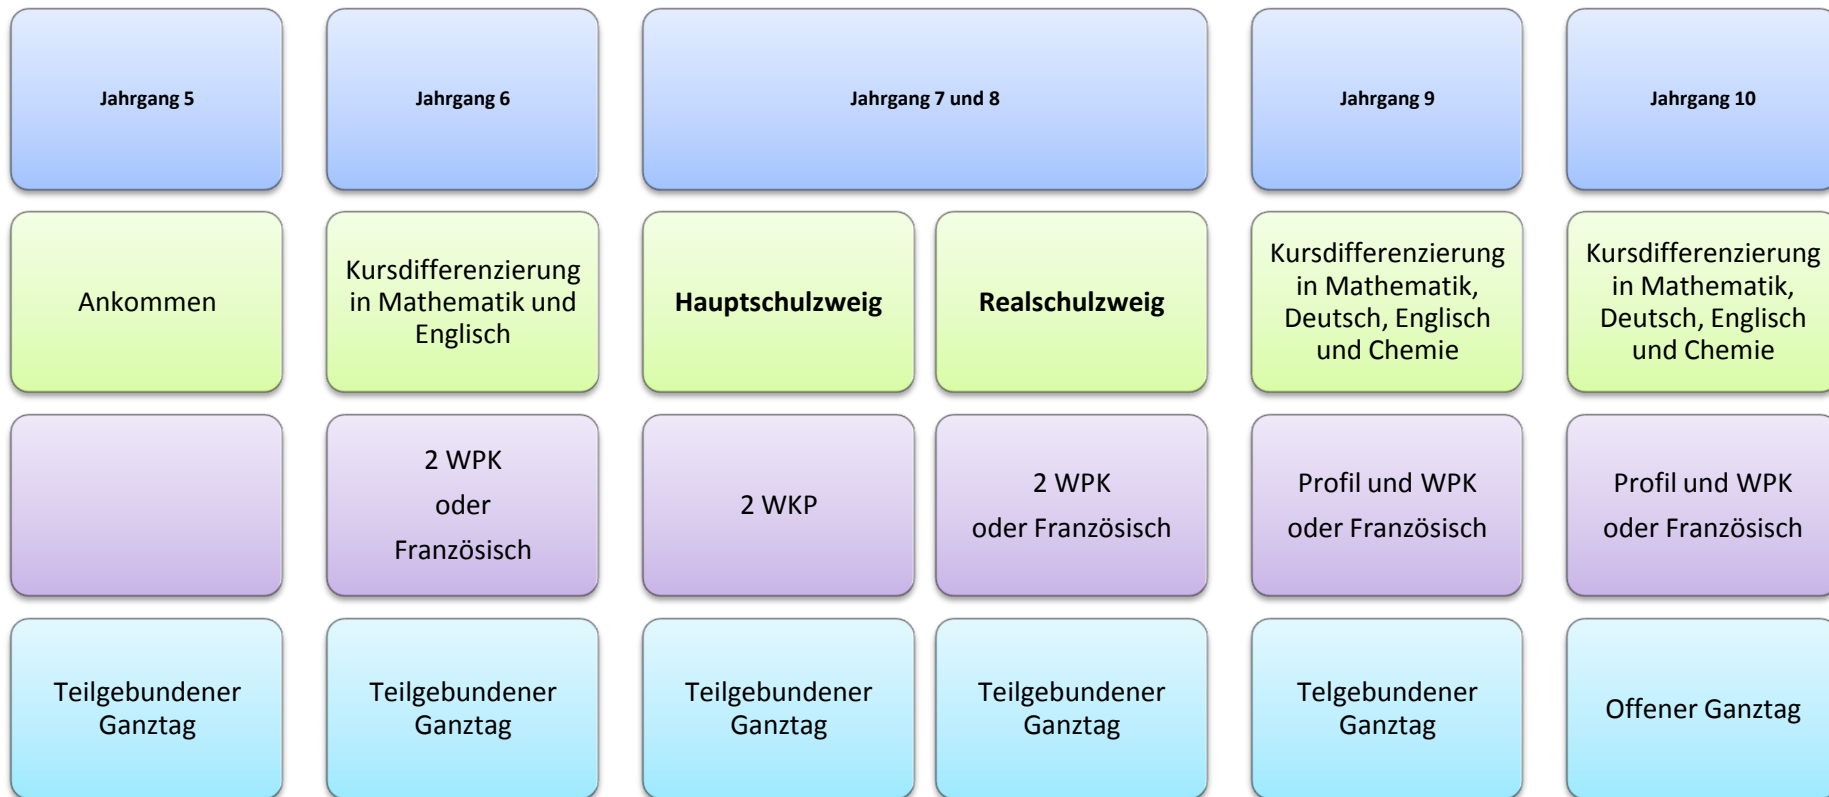 Jahrgang 5
Jahrgang 6
Jahrgang 7 und 8
Jahrgang 9
Jahrgang 10
Ankommen
Kursdifferenzierung
in Mathematik und
Englisch
Hauptschulzweig
Realschulzweig
Kursdifferenzierung
in Mathematik,
Deutsch, Englisch
und Chemie
Kursdifferenzierung
in Mathematik,
Deutsch, Englisch
und Chemie
2 WPK
oder
Französisch
2 WKP
2 WPK
oder Französisch
Profil und WPK
oder Französisch
Profil und WPK
oder Französisch
Teilgebundener
Ganztag
Teilgebundener
Ganztag
Teilgebundener
Ganztag
Teilgebundener
Ganztag
Telgebundener
Ganztag
Offener Ganztag